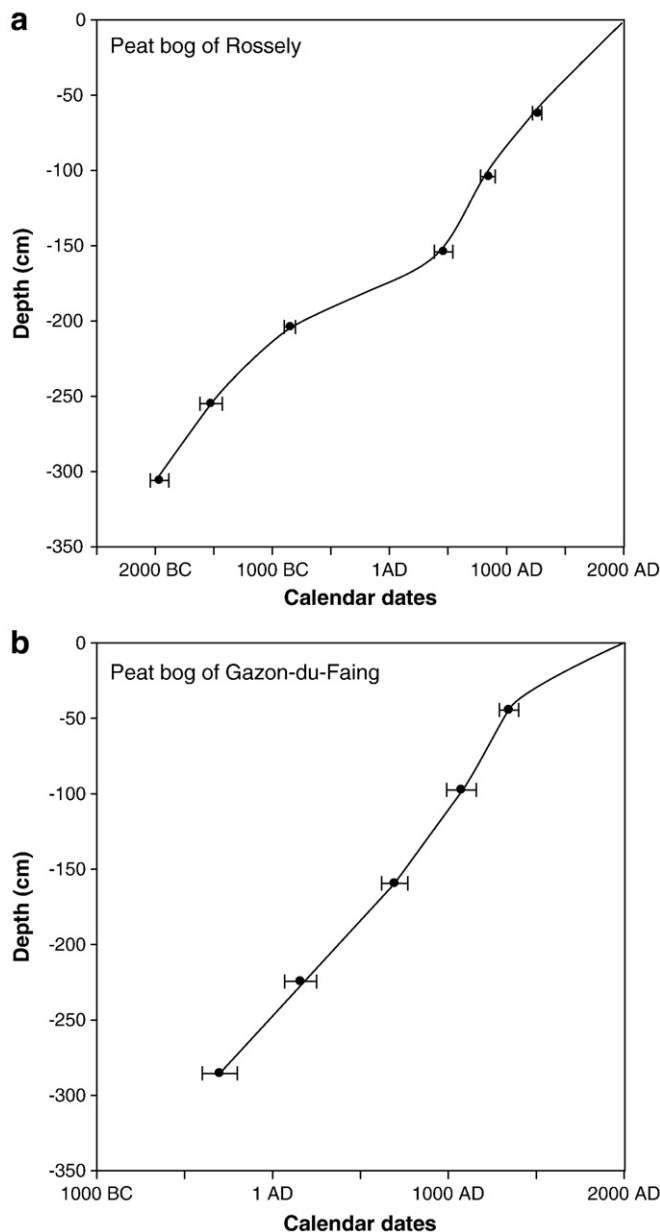 a
Peat bog of Rossely
0
-50
-100
-150
-200
-250
-300
-350
Depth (cm)
2000 BC 1000 BC 1AD 1000 AD 2000 AD
Calendar dates
b
Peat bog of Gazon-du-Faing
0
-50
-100
-150
-200
-250
-300
-350
Depth (cm)
1000 BC 1 AD 1000 AD 2000 AD
Calendar dates